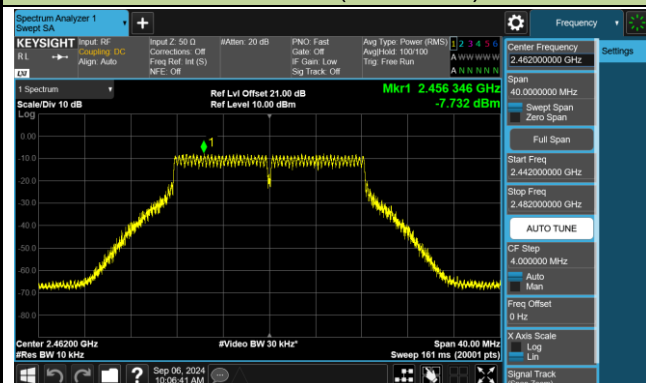 Spectrum Analyzer 1
Swept SA
Frequency
KEYSIGHT
RL
LXI
Input: RF
Coupling: DC
Align: Auto
Input Z: 50 Ω
Corrections: Off
Freq Ref: Int (S)
NFE: Off
#Atten: 20 dB
PNO: Fast
Gate: Off
IF Gain: Low
Sig Track: Off
Avg Type: Power (RMS)
Avg|Hold: 100/100
Trig: Free Run
1 2 3 4 5 6
A W W W W W
A N N N N N
1 Spectrum
Scale/Div 10 dB
Log
Ref Lvl Offset 21.00 dB
Ref Level 10.00 dBm
Mkr1 2.456 346 GHz
-7.732 dBm
1
0.00
-10.0
-20.0
-30.0
-40.0
-50.0
-60.0
-70.0
-80.0
Center 2.46200 GHz
#Res BW 10 kHz
#Video BW 30 kHz*
Span 40.00 MHz
Sweep 161 ms (20001 pts)
Sep 06, 2024
10:06:41 AM
Center Frequency
2.462000000 GHz
Settings
Span
40.0000000 MHz
Swept Span
Zero Span
Full Span
Start Freq
2.442000000 GHz
Stop Freq
2.482000000 GHz
AUTO TUNE
CF Step
4.000000 MHz
Auto
Man
Freq Offset
0 Hz
X Axis Scale
Log
Lin
Signal Track